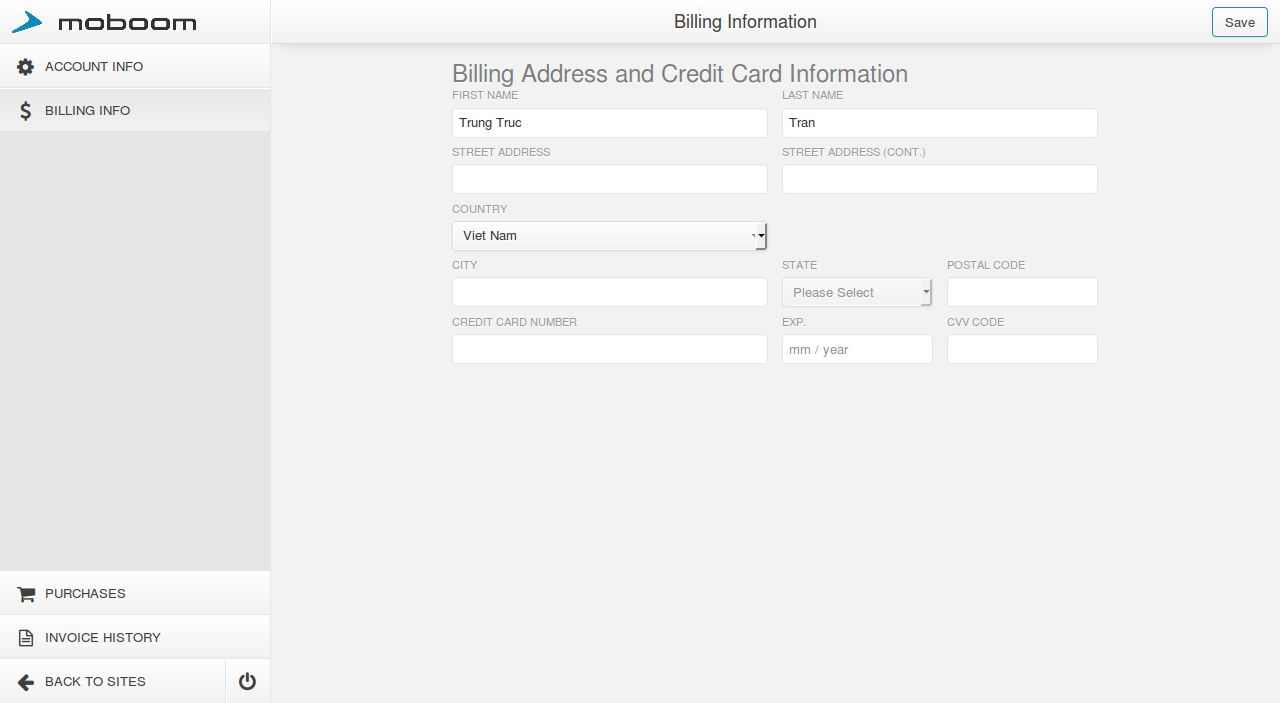 moboom
Billing Information
Save
ACCOUNT INFO
BILLING INFO
Billing Address and Credit Card Information
FIRST NAME
LAST NAME
Trung Truc
Tran
STREET ADDRESS
STREET ADDRESS (CONT.)
COUNTRY
Viet Nam
CITY
STATE
POSTAL CODE
Please Select
CREDIT CARD NUMBER
EXP.
CVV CODE
mm / year
PURCHASES
INVOICE HISTORY
BACK TO SITES